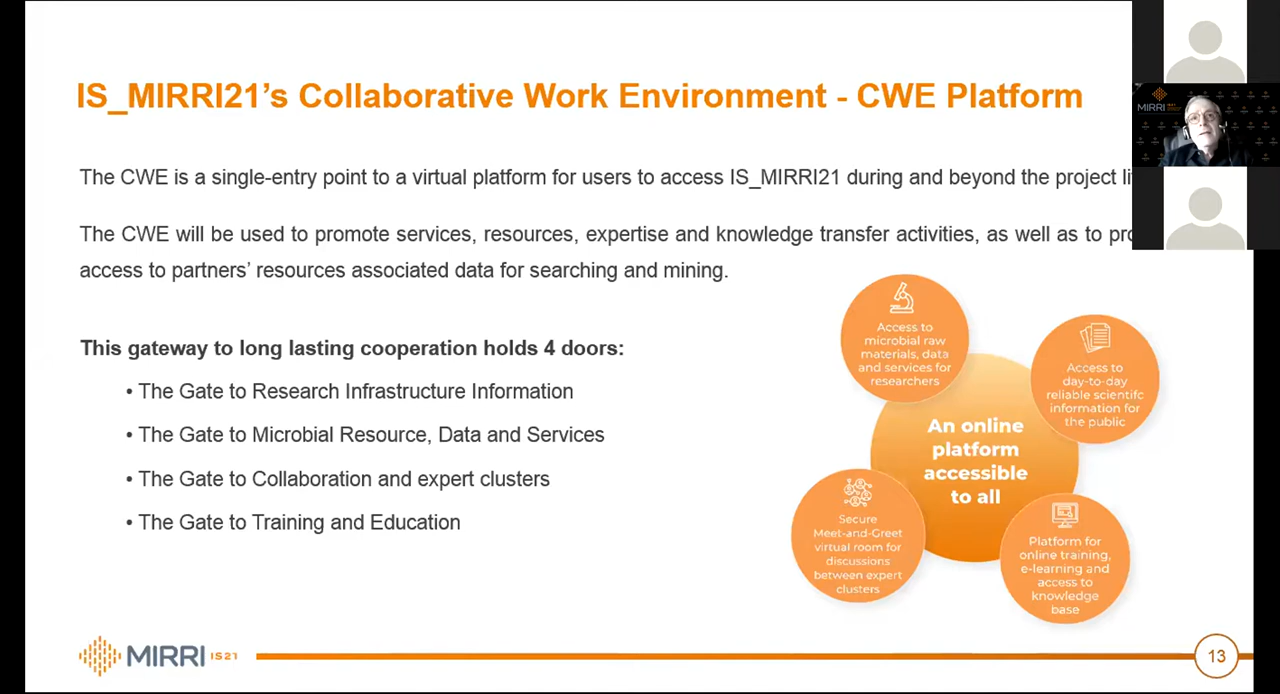 IS_MIRRI21’s Collaborative Work Environment - CWE Platform
The CWE is a single-entry point to a virtual platform for users to access IS_MIRRI21 during and beyond the project
The CWE will be used to promote services, resources, expertise and knowledge transfer activities, as well as to
access to partners’ resources associated data for searching and mining.
This gateway to long lasting cooperation holds 4 doors:
• The Gate to Research Infrastructure Information
• The Gate to Microbial Resource, Data and Services
• The Gate to Collaboration and expert clusters
• The Gate to Training and Education
Access to
microbial raw
materials, data
and services for
researchers
Access to
day-to-day
reliable scientifc
information for
the public
An online
platform
accessible
to all
Secure
Meet-and-Greet
virtual room for
discussions
between expert
clusters
Platform for
online training,
e-learning and
access to
knowledge
base
MIRRI IS21
13
MIRRI